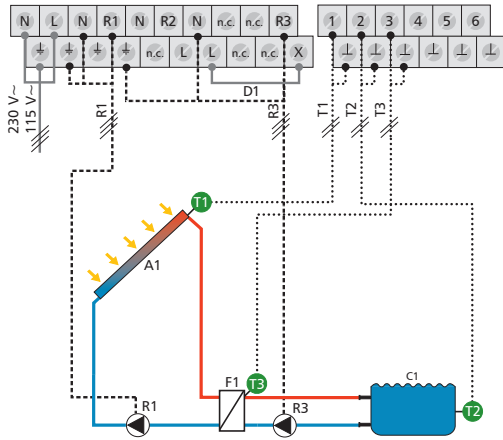 N L N R1 N R2 N n.c. n.c. R3
n.c. L L n.c. n.c. X
1 2 3 4 5 6
D1
230 V~
115 V~
R1
R3
T1
T2
T3
T1
A1
F1
T3
C1
T2
R1
R3